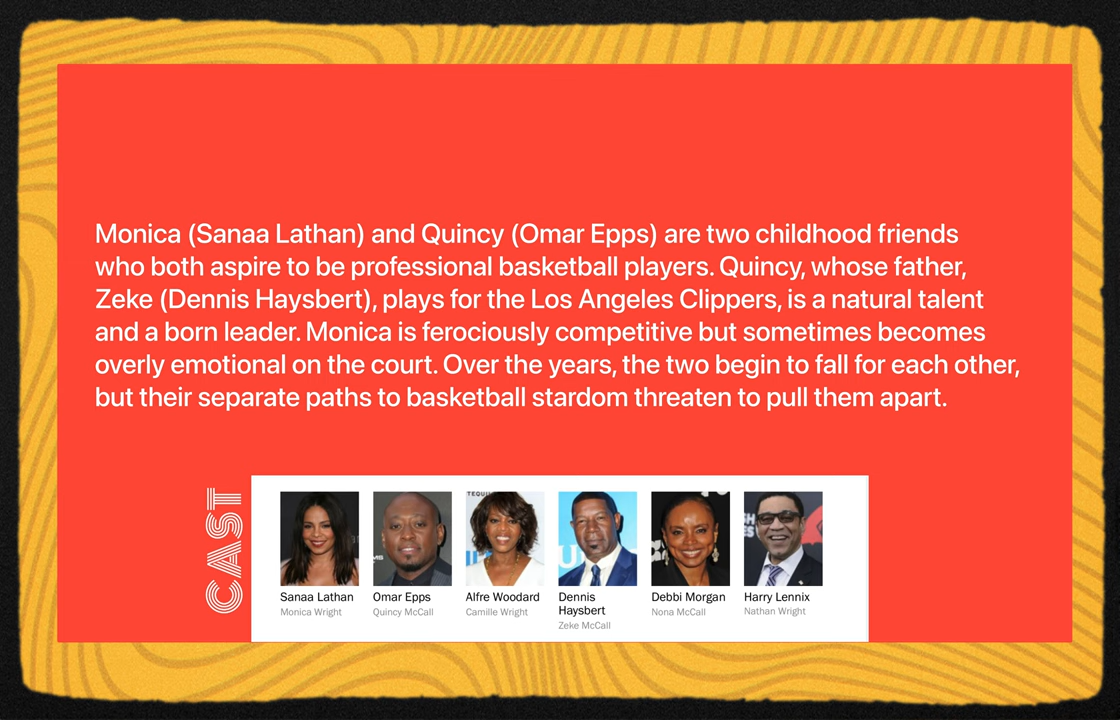 Monica (Sanaa Lathan) and Quincy (Omar Epps) are two childhood friends
who both aspire to be professional basketball players. Quincy, whose father,
Zeke (Dennis Haysbert), plays for the Los Angeles Clippers, is a natural talent
and a born leader. Monica is ferociously competitive but sometimes becomes
overly emotional on the court. Over the years, the two begin to fall for each other,
but their separate paths to basketball stardom threaten to pull them apart.
CAST
TEQUI
Sanaa Lathan
Monica Wright
Omar Epps
Quincy McCall
Alfre Woodard
Camille Wright
Dennis
Haysbert
Zeke McCall
Debbi Morgan
Nona McCall
Harry Lennix
Nathan Wright